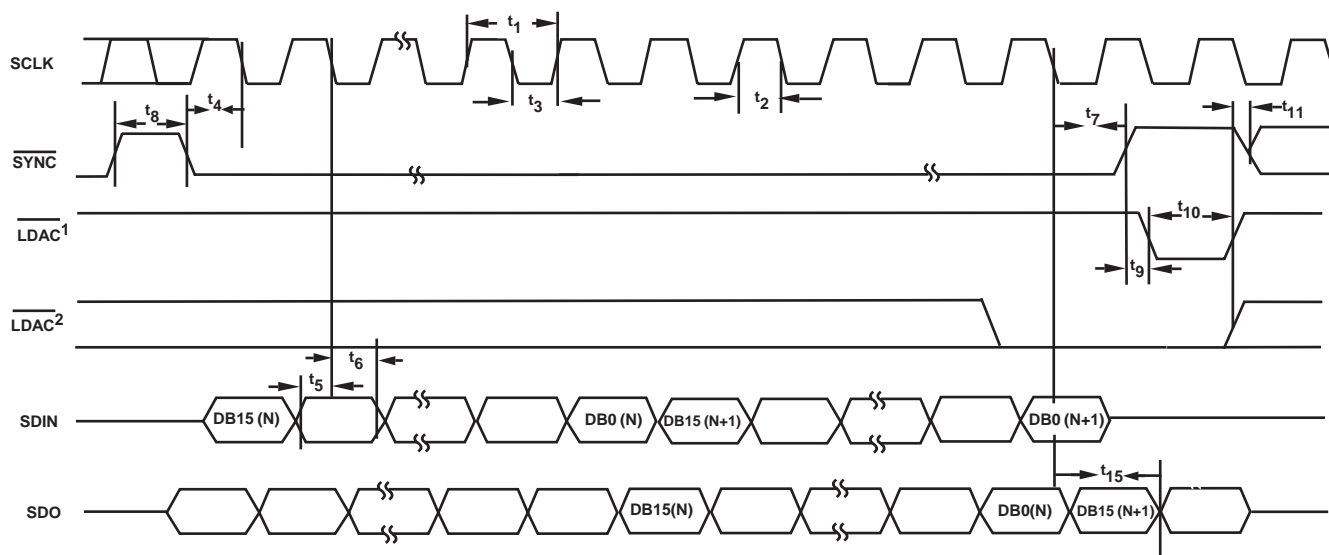 SCLK
t1
t3
t2
t4
t8
t7
t11
SYNC
LDAC1
t10
t9
LDAC2
t6
t5
SDIN
DB15 (N)
DB0 (N)
DB15 (N+1)
DB0 (N+1)
t15
SDO
DB15(N)
DB0(N)
DB15 (N+1)